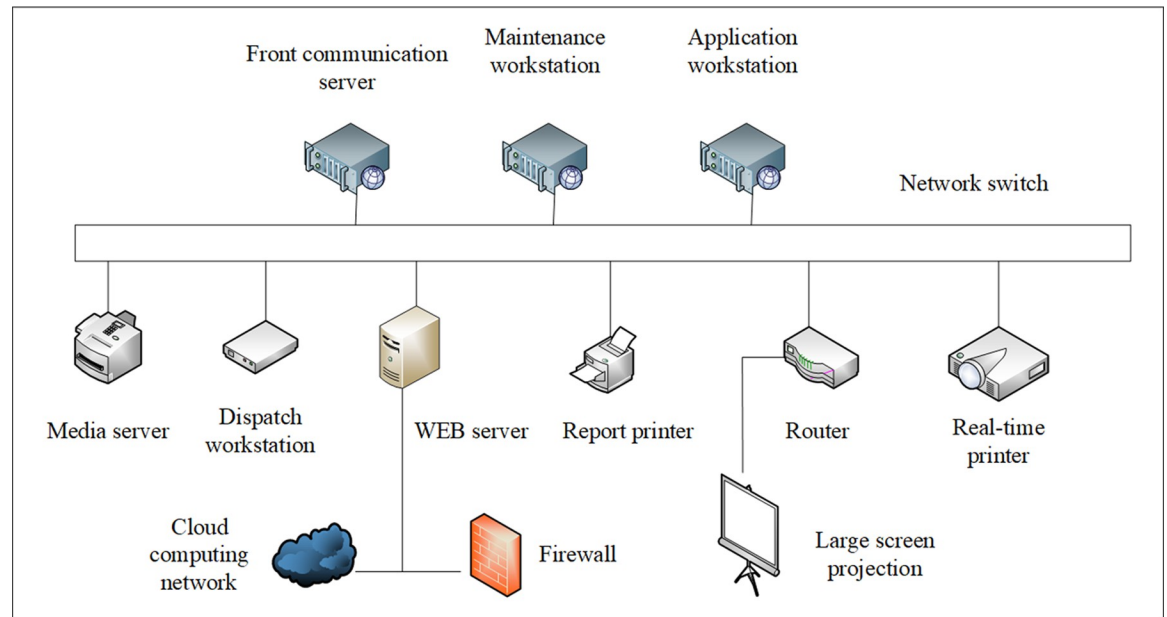 Front communication
server
Maintenance
workstation
Application
workstation
Network switch
Media server
Dispatch
workstation
WEB server
Report printer
Router
Real-time
printer
Cloud
computing
network
Firewall
Large screen
projection